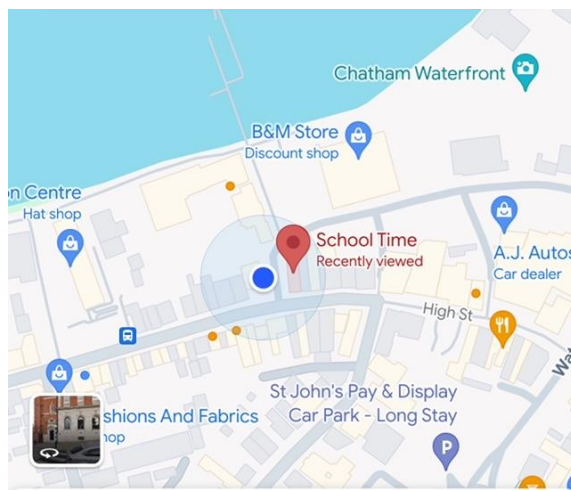 Chatham Waterfront
B&M Store
Discount shop
on Centre
Hat shop
School Time
Recently viewed
A.J. Autos
Car dealer
High St
St John's Pay & Display
Car Park - Long Stay
shions And Fabrics
hop
Wat
P